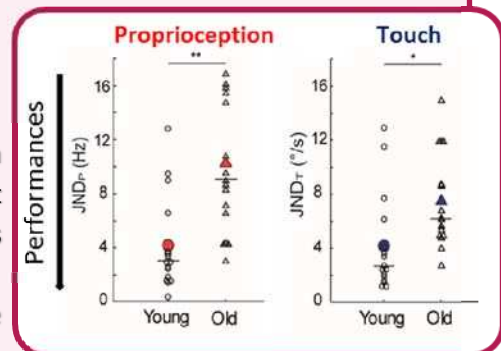 Proprioception
Touch
Performances
JNDP (Hz)
16
12
8
4
0
**
Young
Old
JNDT (°/s)
16
12
8
4
0
*
Young
Old